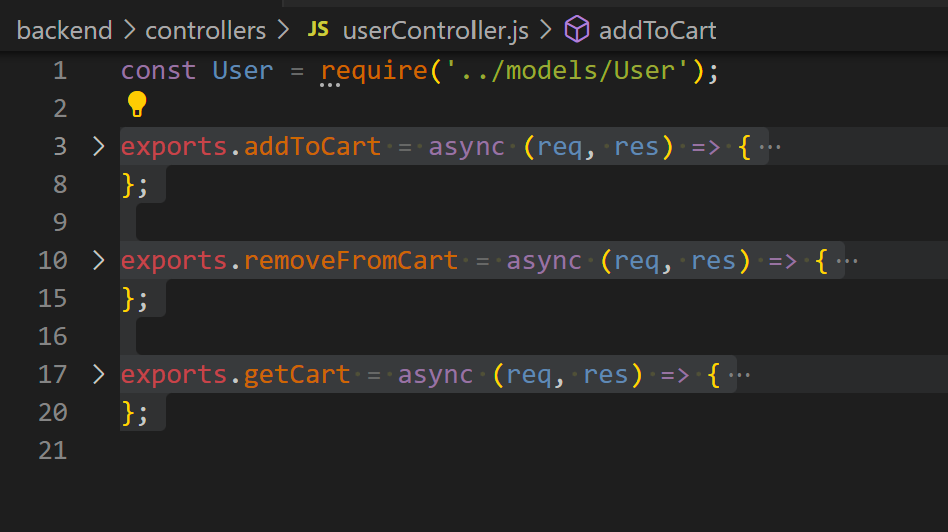 backend > controllers > JS userController.js > addToCart
1 const User = require('../models/User');
2
3 > exports.addToCart = async (req, res) => { ⋯
8 };
9
10 > exports.removeFromCart = async (req, res) => { ⋯
15 };
16
17 > exports.getCart = async (req, res) => { ⋯
20 };
21